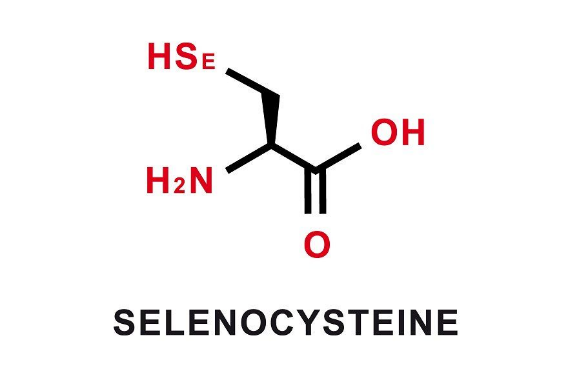 HSE
OH
H2N
O
SELENOCYSTEINE